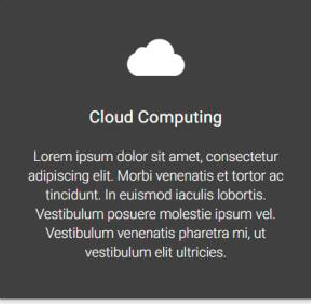 Cloud Computing
Lorem ipsum dolor sit amet, consectetur
adipiscing elit. Morbi venenatis et tortor ac
tincidunt. In euismod iaculis lobortis.
Vestibulum posuere molestie ipsum vel.
Vestibulum venenatis pharetra mi, ut
vestibulum elit ultricies.